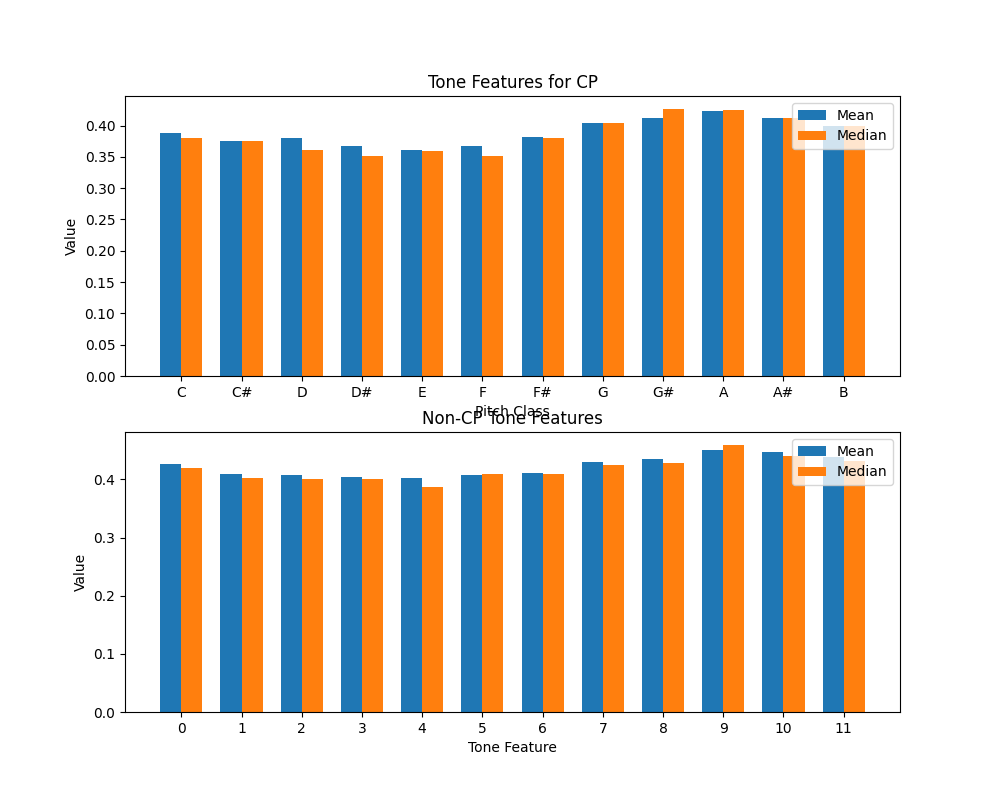 Tone Features for CP
Mean
Median
0.40
0.35
0.30
0.25
0.20
0.15
0.10
0.05
0.00
Value
C C# D D# E F F# G G# A A# B
Pitch Class
Non-CP Tone Features
Mean
Median
0.4
0.3
0.2
0.1
0.0
Value
0 1 2 3 4 5 6 7 8 9 10 11
Tone Feature